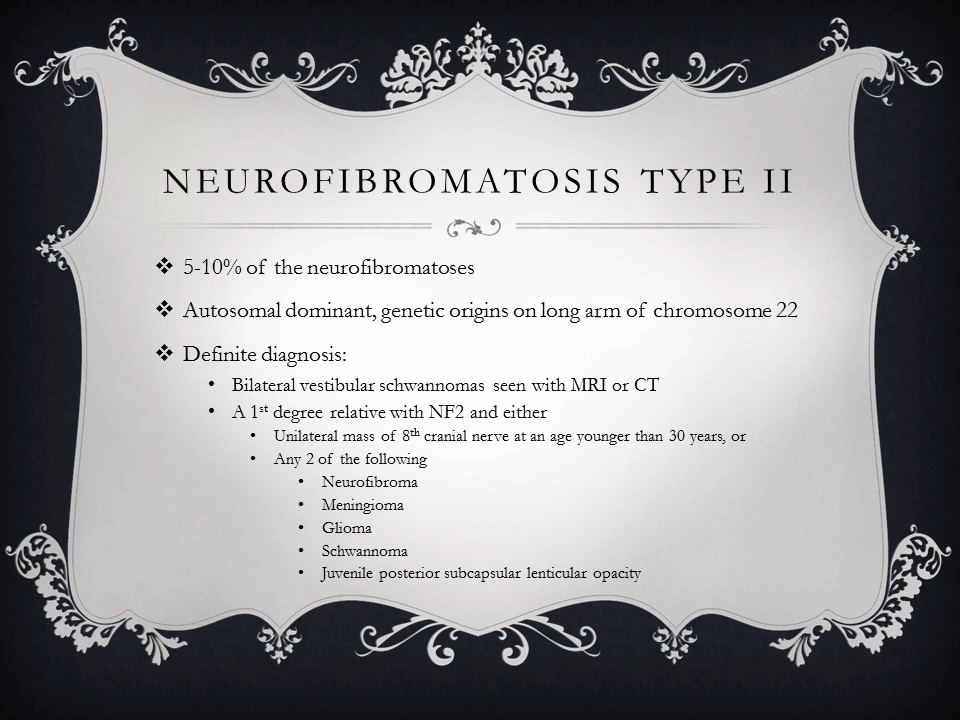 NEUROFIBROMATOSIS TYPE II
❖ 5-10% of the neurofibromatoses
❖ Autosomal dominant, genetic origins on long arm of chromosome 22
❖ Definite diagnosis:
• Bilateral vestibular schwannomas seen with MRI or CT
• A 1st degree relative with NF2 and either
• Unilateral mass of 8th cranial nerve at an age younger than 30 years, or
• Any 2 of the following
• Neurofibroma
• Meningioma
• Glioma
• Schwannoma
• Juvenile posterior subcapsular lenticular opacity